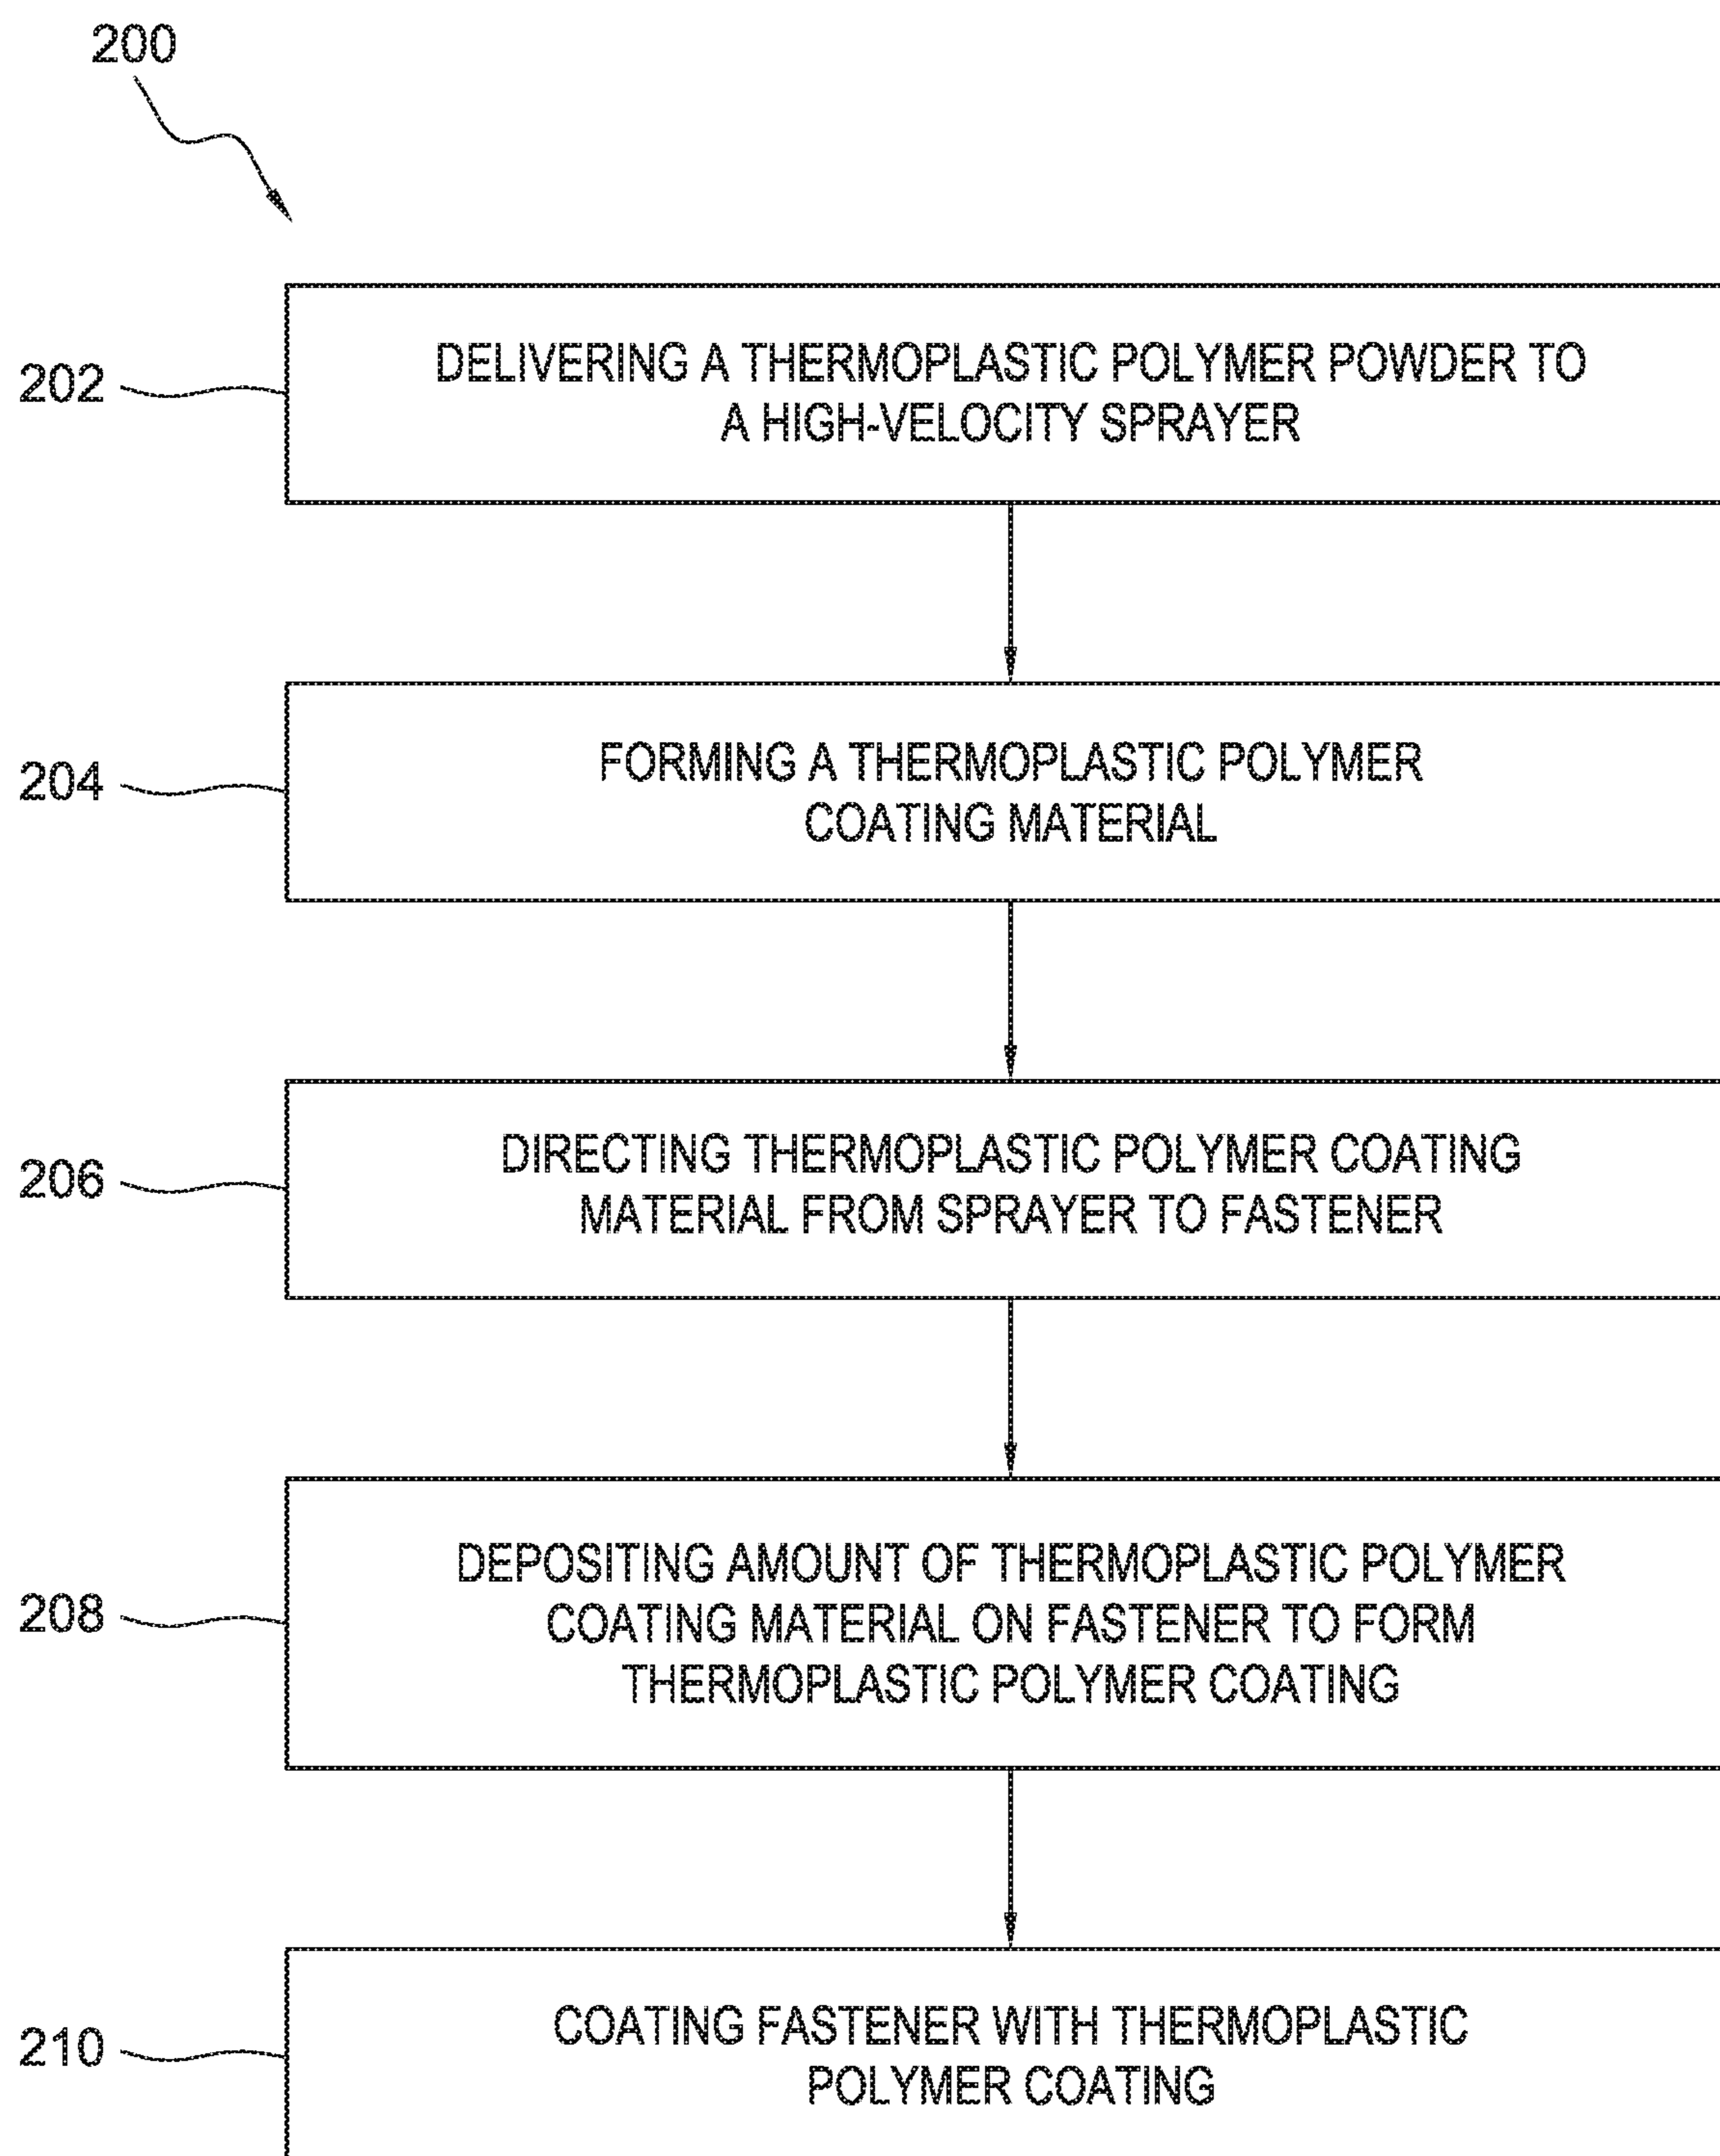 200
202
DELIVERING A THERMOPLASTIC POLYMER POWDER TO
A HIGH-VELOCITY SPRAYER
204
FORMING A THERMOPLASTIC POLYMER
COATING MATERIAL
206
DIRECTING THERMOPLASTIC POLYMER COATING
MATERIAL FROM SPRAYER TO FASTENER
208
DEPOSITING AMOUNT OF THERMOPLASTIC POLYMER
COATING MATERIAL ON FASTENER TO FORM
THERMOPLASTIC POLYMER COATING
210
COATING FASTENER WITH THERMOPLASTIC
POLYMER COATING